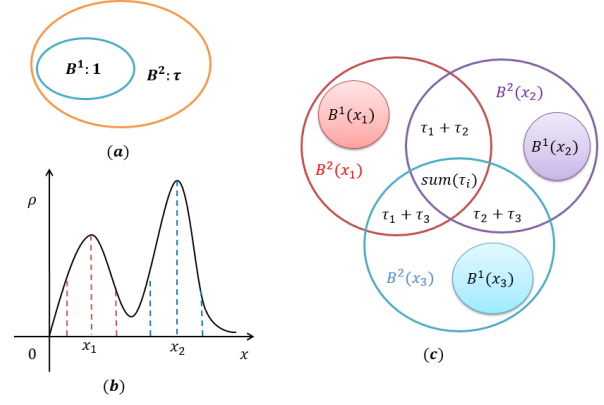 B¹: 1
B²: τ
(a)
ρ
0
x₁
x₂
x
(b)
B²(x₂)
B¹(x₁)
τ₁ + τ₂
B¹(x₂)
B²(x₁)
sum(τᵢ)
τ₁ + τ₃
τ₂ + τ₃
B²(x₃)
B¹(x₃)
(c)